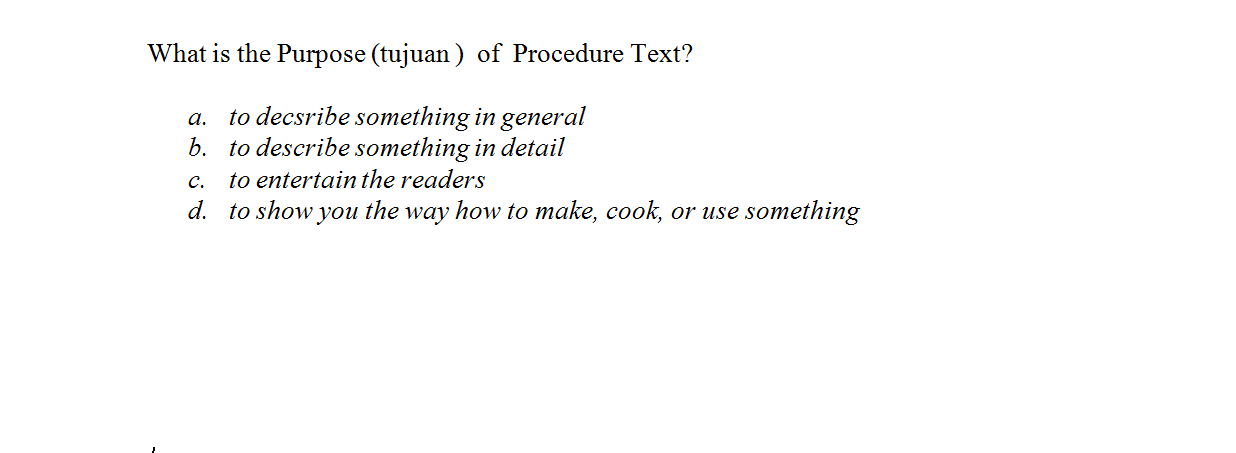 What is the Purpose (tujuan ) of Procedure Text?
a. to decsribe something in general
b. to describe something in detail
c. to entertain the readers
d. to show you the way how to make, cook, or use something